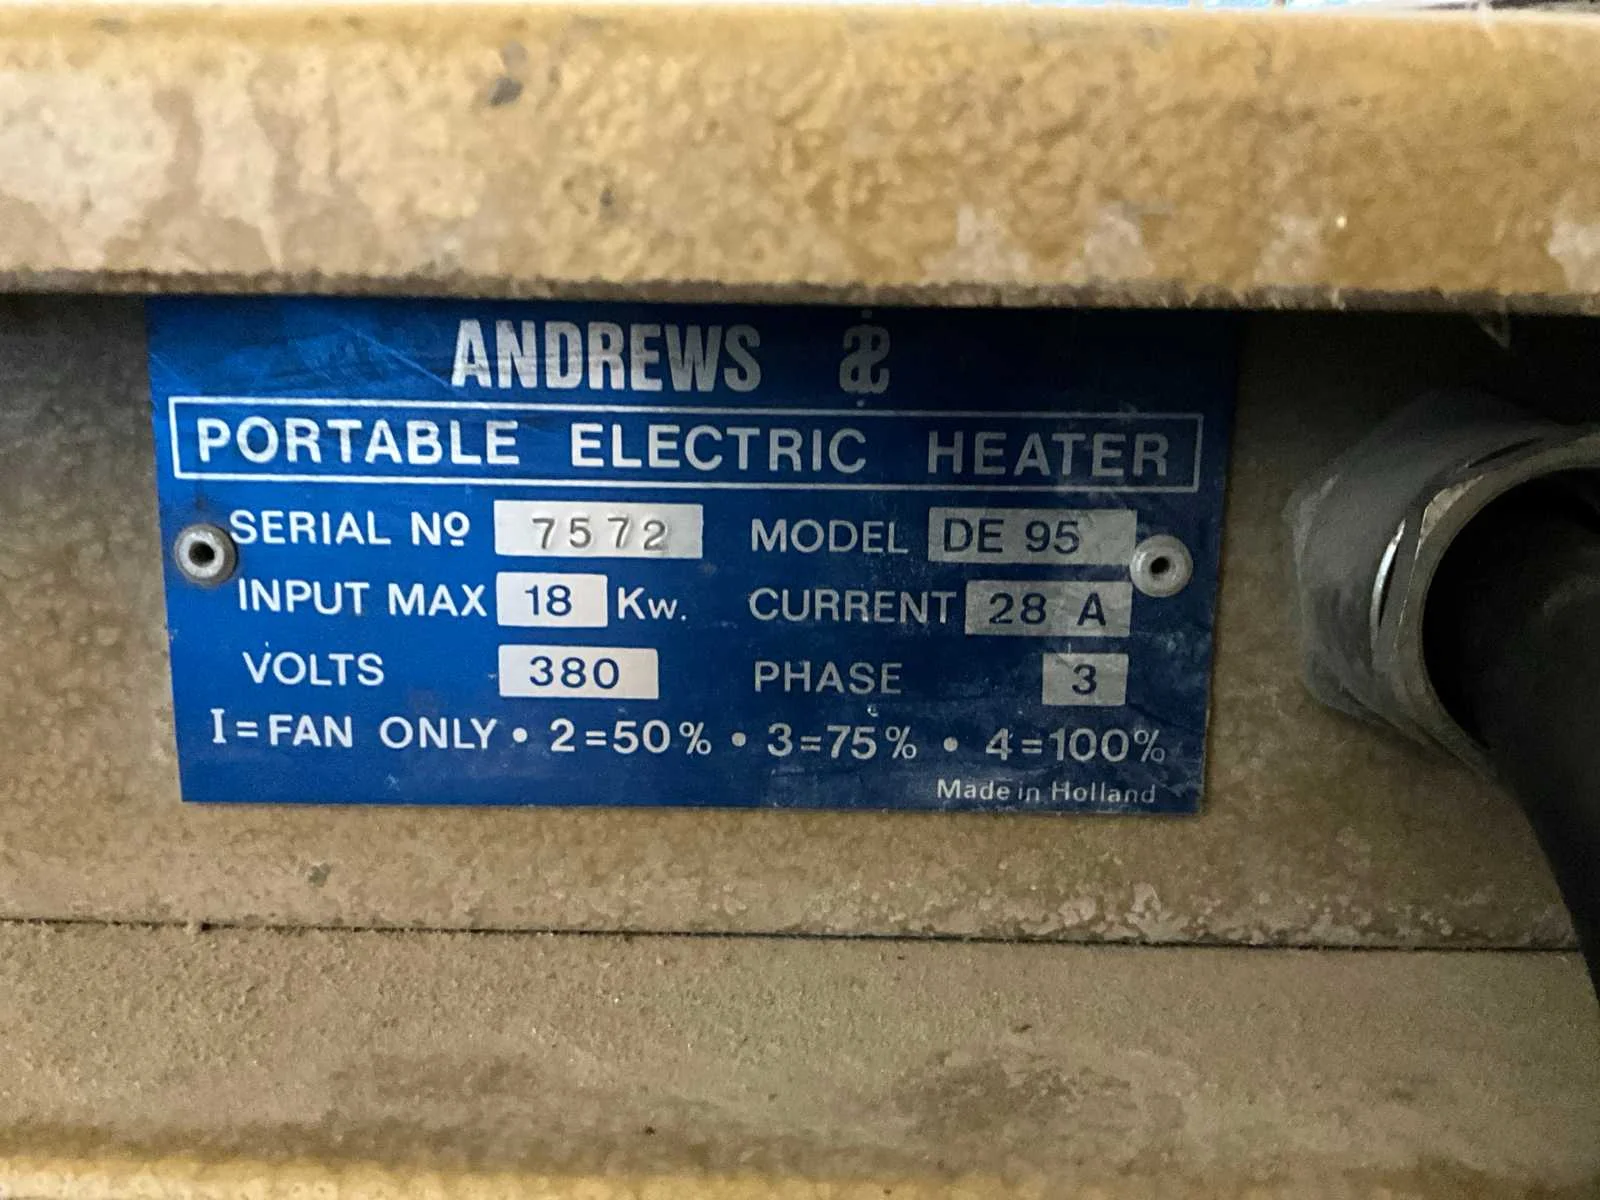 ANDREWS
PORTABLE ELECTRIC HEATER
SERIAL Nº 7572 MODEL DE 95
INPUT MAX 18 Kw. CURRENT 28 A
VOLTS 380 PHASE 3
I=FAN ONLY • 2=50% • 3=75% • 4=100%
Made in Holland